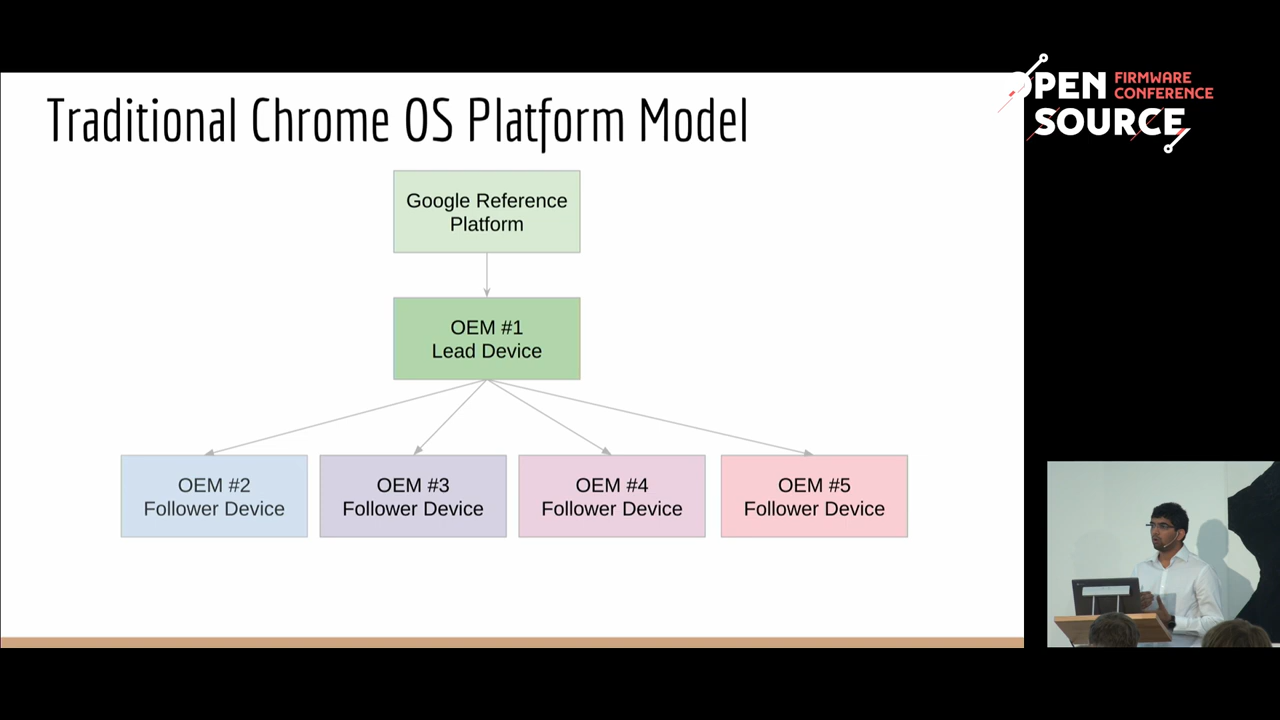 Traditional Chrome OS Platform Model
OPEN FIRMWARE
CONFERENCE
SOURCE
Google Reference
Platform
OEM #1
Lead Device
OEM #2
Follower Device
OEM #3
Follower Device
OEM #4
Follower Device
OEM #5
Follower Device